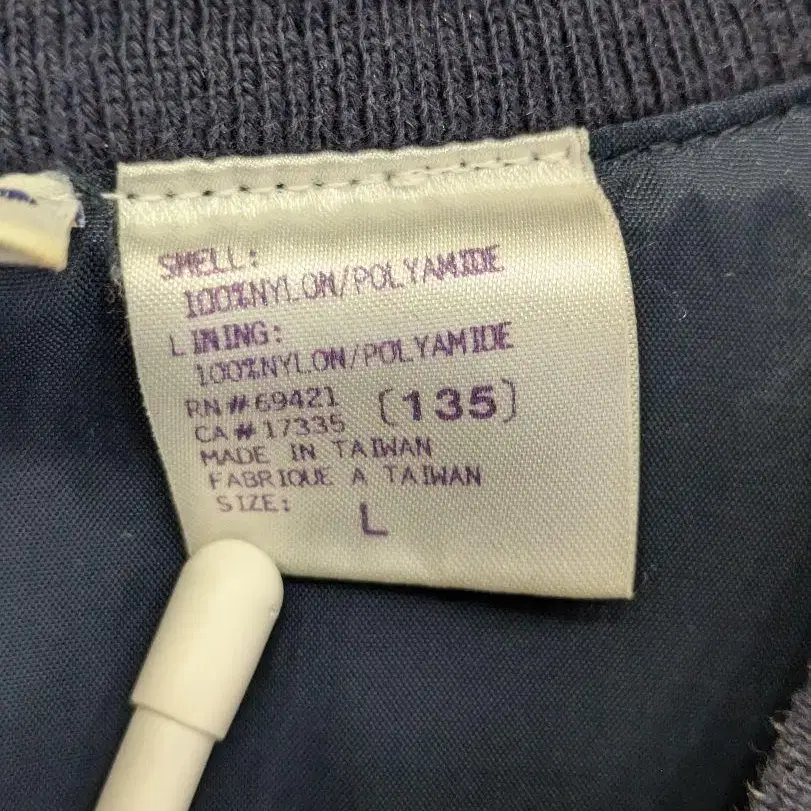 SHELL:
100%NYLON/POLYAMIDE
LINING:
100%NYLON/POLYAMIDE
RN#69421
CA#17335 [135]
MADE IN TAIWAN
FABRIQUE A TAIWAN
SIZE:
L